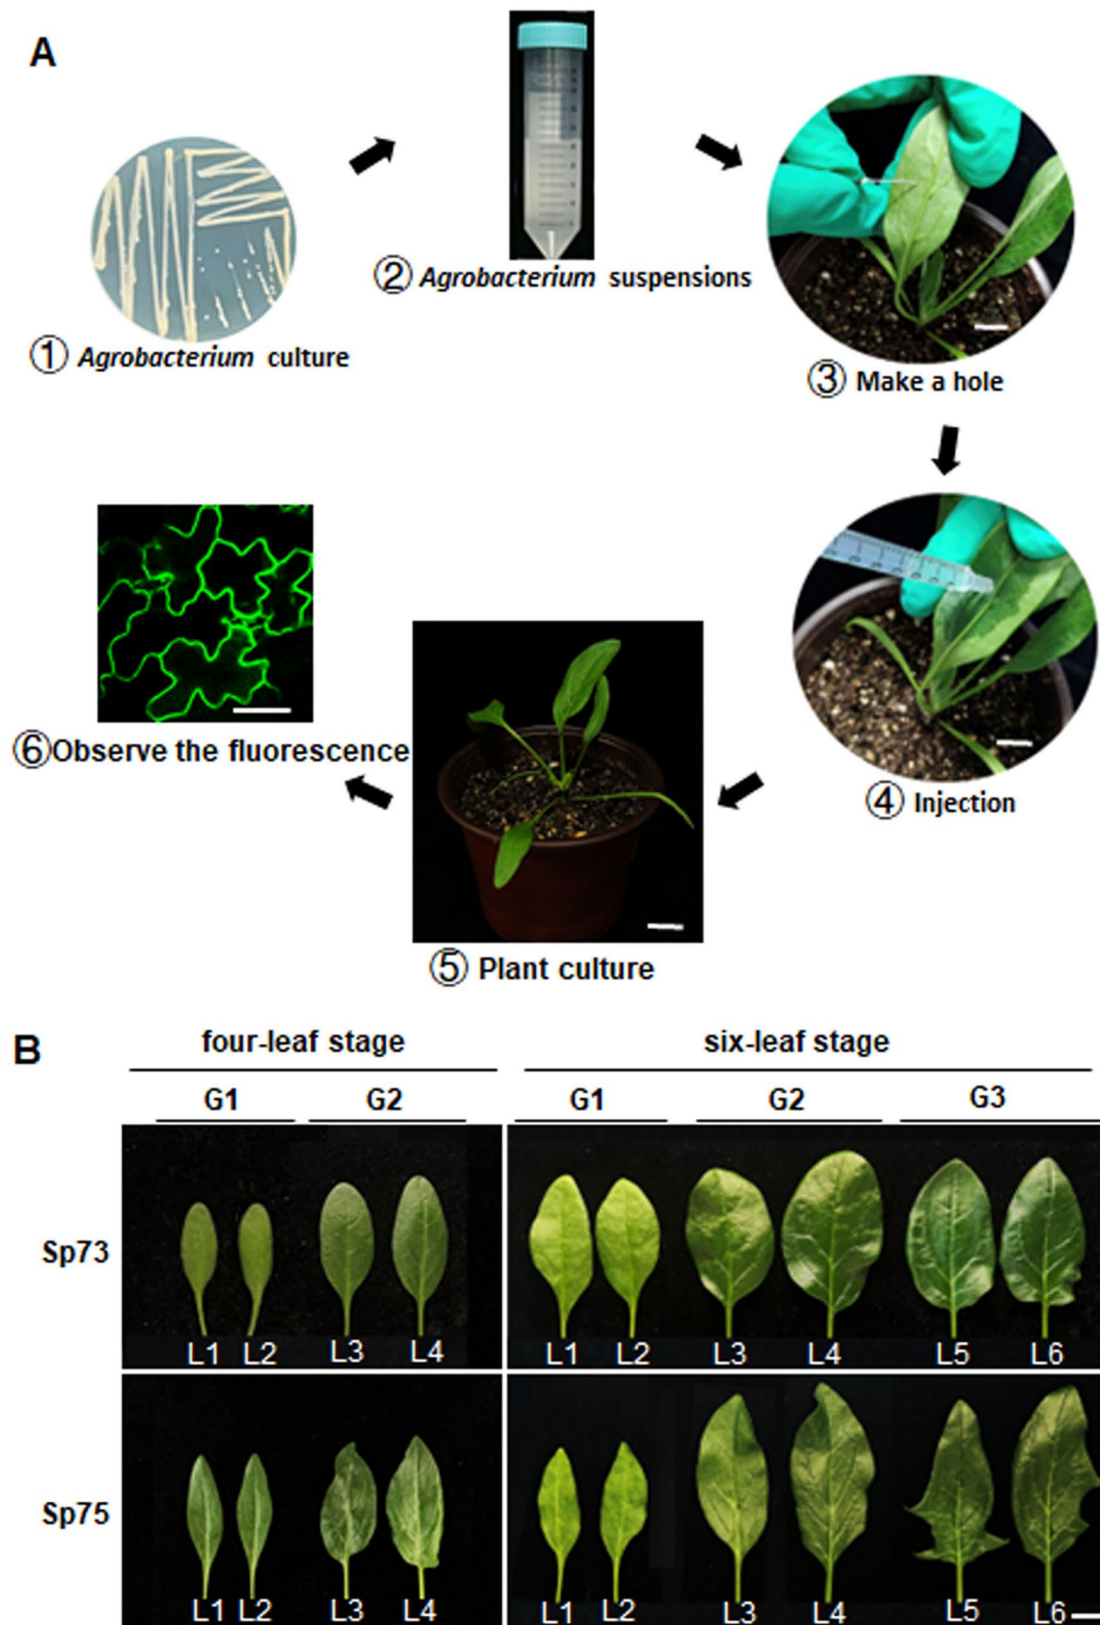 A
① Agrobacterium culture
② Agrobacterium suspensions
③ Make a hole
④ Injection
⑤ Plant culture
⑥Observe the fluorescence
B
four-leaf stage six-leaf stage
G1 G2 G1 G2 G3
Sp73
L1 L2 L3 L4 L1 L2 L3 L4 L5 L6
Sp75
L1 L2 L3 L4 L1 L2 L3 L4 L5 L6